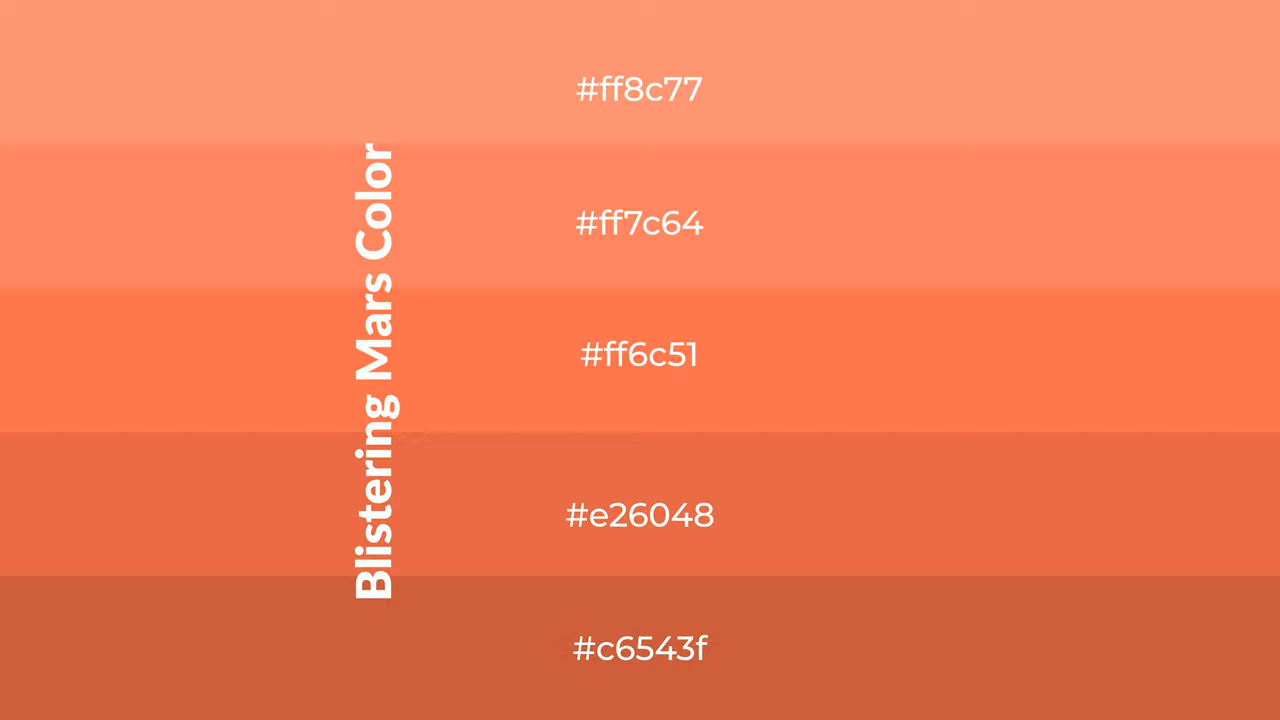 Blistering Mars Color
#ff8c77
#ff7c64
#ff6c51
#e26048
#c6543f